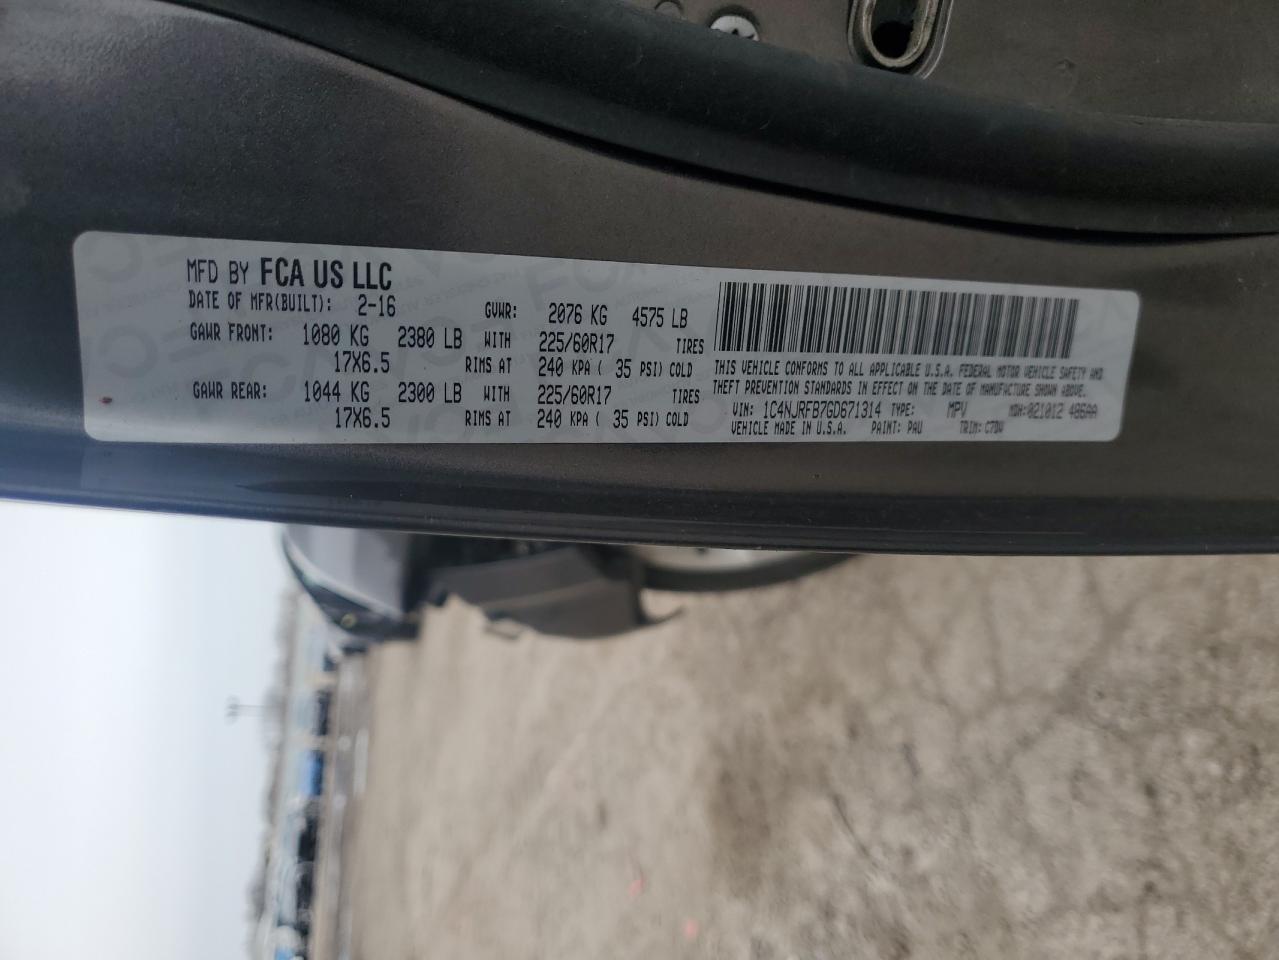 MFD BY FCA US LLC
DATE OF MFR(BUILT): 2-16 GVWR: 2076 KG 4575 LB
GAWR FRONT: 1080 KG 2380 LB WITH 225/60R17 TIRES
17X6.5 RIMS AT 240 KPA ( 35 PSI) COLD
GAWR REAR: 1044 KG 2300 LB WITH 225/60R17 TIRES
17X6.5 RIMS AT 240 KPA ( 35 PSI) COLD
THIS VEHICLE CONFORMS TO ALL APPLICABLE U.S.A. FEDERAL MOTOR VEHICLE SAFETY AND
THEFT PREVENTION STANDARDS IN EFFECT ON THE DATE OF MANUFACTURE SHOWN ABOVE.
VIN: 1C4NJRFB7GD671314 TYPE: MPV MDH: 021012 486AA
VEHICLE MADE IN U.S.A. PAINT: PAU TRIM: